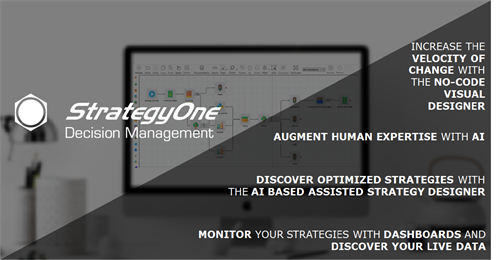 StrategyOne
Decision Management
INCREASE THE
VELOCITY OF
CHANGE WITH
THE NO-CODE
VISUAL
DESIGNER
AUGMENT HUMAN EXPERTISE WITH AI
DISCOVER OPTIMIZED STRATEGIES WITH
THE AI BASED ASSISTED STRATEGY DESIGNER
MONITOR YOUR STRATEGIES WITH DASHBOARDS AND
DISCOVER YOUR LIVE DATA